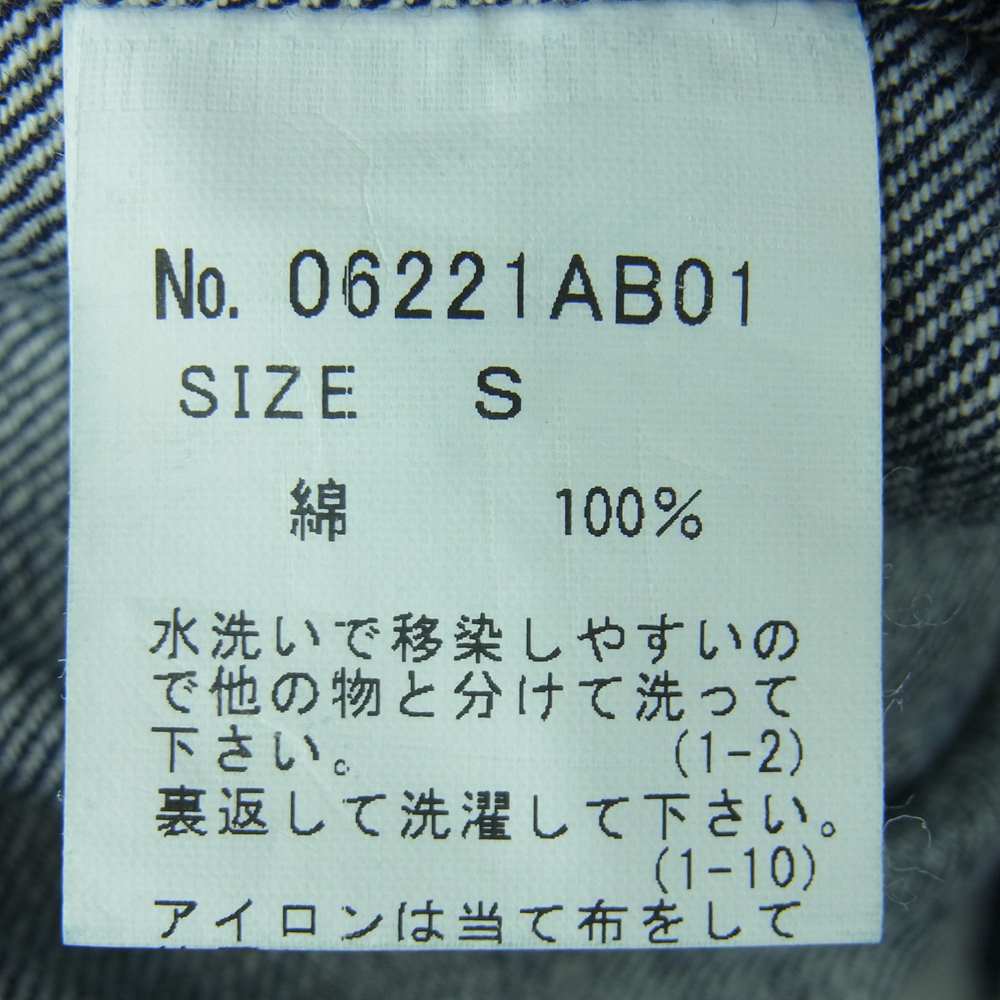 No. 06221AB01
SIZE S
綿 100%
水洗いで移染しやすいの
で他の物と分けて洗って
下さい。 (1-2)
裏返して洗濯して下さい。
(1-10)
アイロンは当て布をして